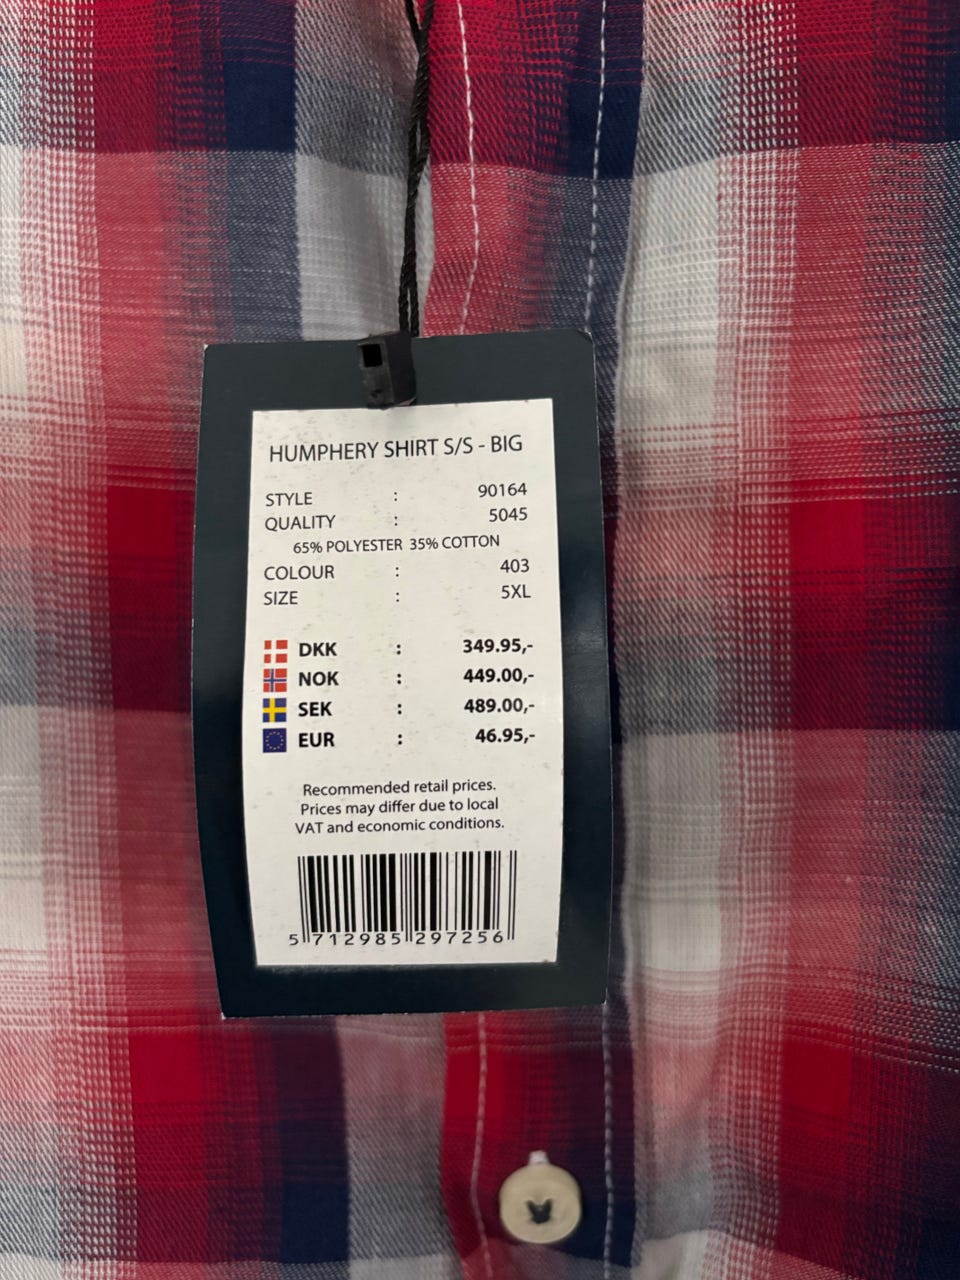 HUMPHERY SHIRT S/S - BIG
STYLE : 90164
QUALITY : 5045
65% POLYESTER 35% COTTON
COLOUR : 403
SIZE : 5XL
DKK : 349.95,-
NOK : 449.00,-
SEK : 489.00,-
EUR : 46.95,-
Recommended retail prices.
Prices may differ due to local
VAT and economic conditions.
5 712985 297256